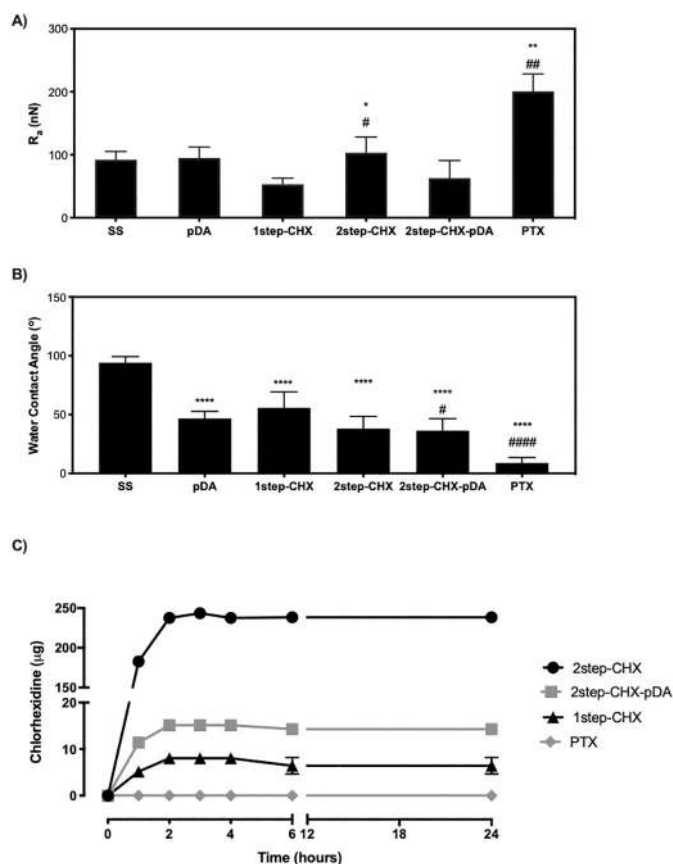 A)
300
**
##
200
*
#
100
0
Ra (nN)
SS pDA 1step-CHX 2step-CHX 2step-CHX-pDA PTX
B)
150
100
50
0
Water Contact Angle (º)
**** **** **** **** ****
# ####
SS pDA 1step-CHX 2step-CHX 2step-CHX-pDA PTX
C)
250
200
150
20
10
0
Chlorhexidine (µg)
0 2 4 6 12 18 24
Time (hours)
2step-CHX
2step-CHX-pDA
1step-CHX
PTX